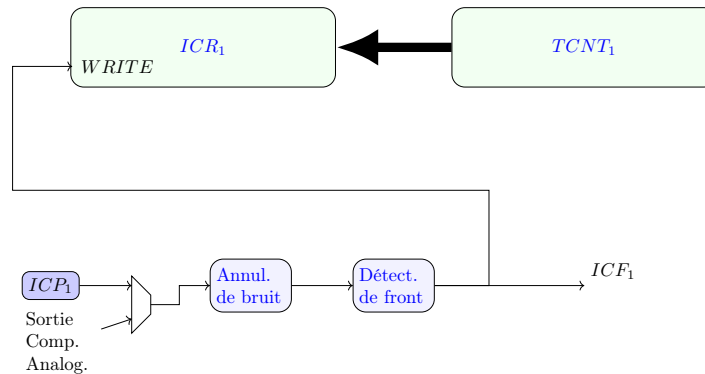 ICR₁
TCNT₁
WRITE
ICP₁
Annul.
de bruit
Détect.
de front
ICF₁
Sortie
Comp.
Analog.